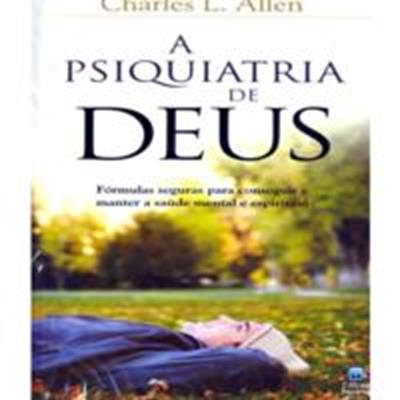 Charles L. Allen
A
PSIQUIATRIA
DE
DEUS
Fórmulas seguras para conseguir e
manter a saúde mental e espiritual